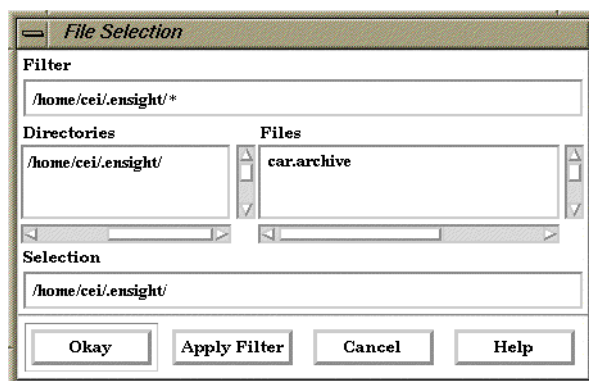 File Selection
Filter
/home/cei/.ensight/*
Directories Files
/home/cei/.ensight/ car.archive
Selection
/home/cei/.ensight/
Okay Apply Filter Cancel Help